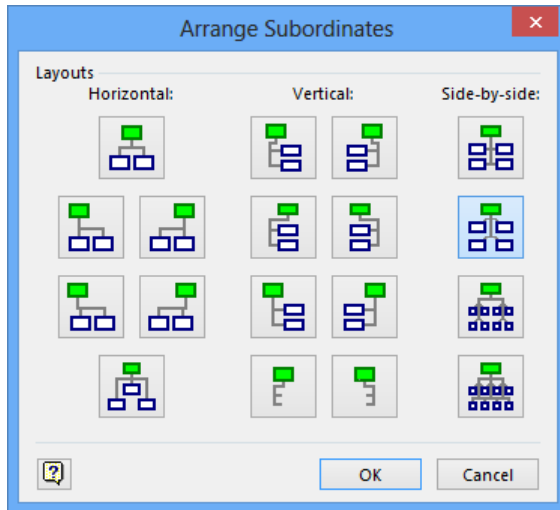 Arrange Subordinates
Layouts
Horizontal:
Vertical:
Side-by-side:
OK
Cancel